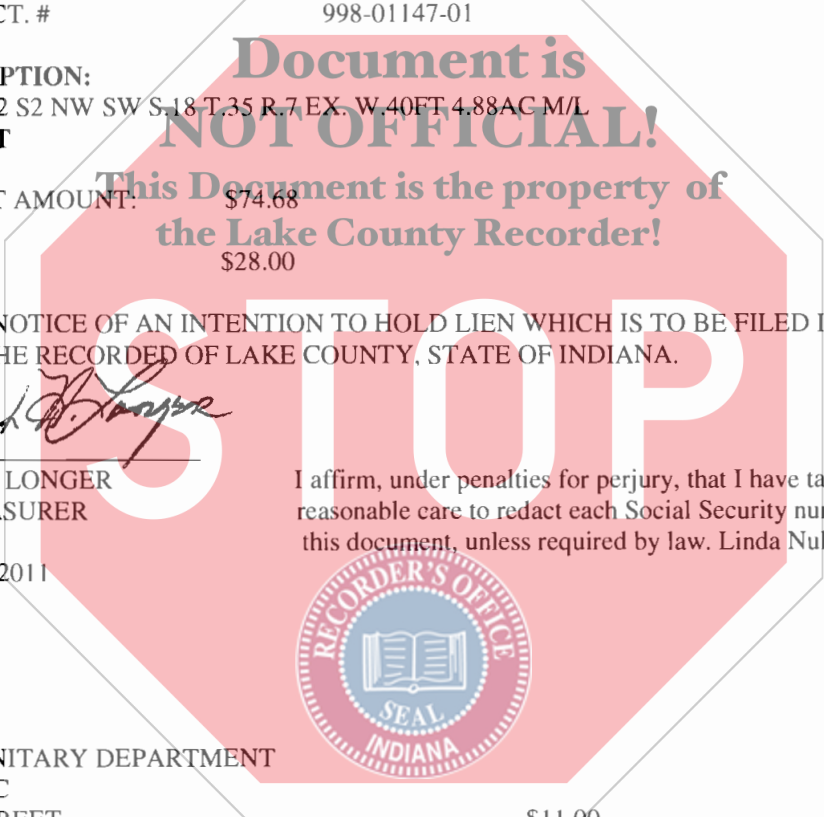 CT. # 998-01147-01
Document is
PTION:
2 S2 NW SW S.18 T.35 R.7 EX. W.40FT 4.88AC M/L
NOT OFFICIAL!
T
This Document is the property of
T AMOUNT: $74.68
the Lake County Recorder!
$28.00
STOP
NOTICE OF AN INTENTION TO HOLD LIEN WHICH IS TO BE FILED I
HE RECORDED OF LAKE COUNTY, STATE OF INDIANA.
LONGER
SURER
I affirm, under penalties for perjury, that I have ta
reasonable care to redact each Social Security nu
this document, unless required by law. Linda Nu
2011
RECORDER'S OFFICE
SEAL
INDIANA
NITARY DEPARTMENT
C
REET $11.00